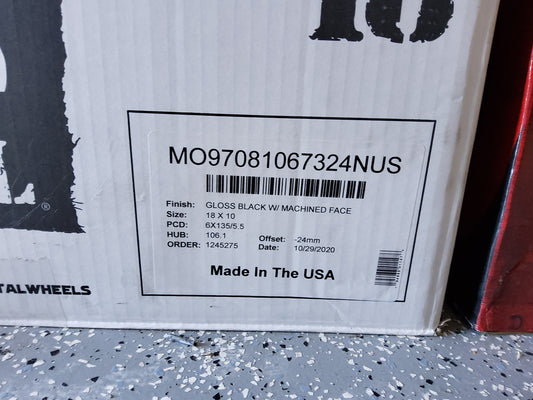 18
MO97081067324NUS
Finish: GLOSS BLACK W/ MACHINED FACE
Size: 18 X 10
PCD: 6X135/5.5
HUB: 106.1 Offset: -24mm
ORDER: 1245275 Date: 10/29/2020
Made In The USA
®
TALWHEELS